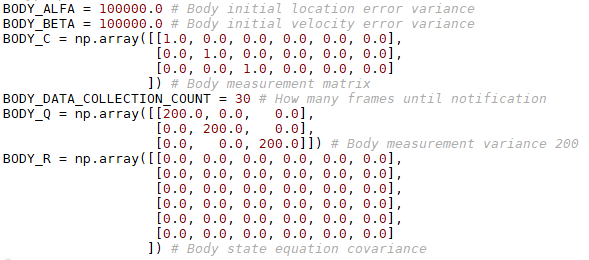 BODY_ALFA = 100000.0 # Body initial location error variance
BODY_BETA = 100000.0 # Body initial velocity error variance
BODY_C = np.array([[1.0, 0.0, 0.0, 0.0, 0.0, 0.0],
                   [0.0, 1.0, 0.0, 0.0, 0.0, 0.0],
                   [0.0, 0.0, 1.0, 0.0, 0.0, 0.0]
                  ]) # Body measurement matrix
BODY_DATA_COLLECTION_COUNT = 30 # How many frames until notification
BODY_Q = np.array([[200.0, 0.0,   0.0],
                   [0.0, 200.0,   0.0],
                   [0.0,   0.0, 200.0]]) # Body measurement variance 200
BODY_R = np.array([[0.0, 0.0, 0.0, 0.0, 0.0, 0.0],
                   [0.0, 0.0, 0.0, 0.0, 0.0, 0.0],
                   [0.0, 0.0, 0.0, 0.0, 0.0, 0.0],
                   [0.0, 0.0, 0.0, 0.0, 0.0, 0.0],
                   [0.0, 0.0, 0.0, 0.0, 0.0, 0.0],
                   [0.0, 0.0, 0.0, 0.0, 0.0, 0.0]
                  ]) # Body state equation covariance